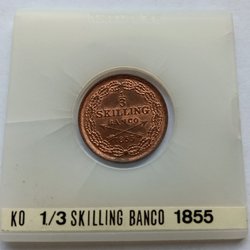 1/3
SKILLING
BANCO
KO 1/3 SKILLING BANCO 1855